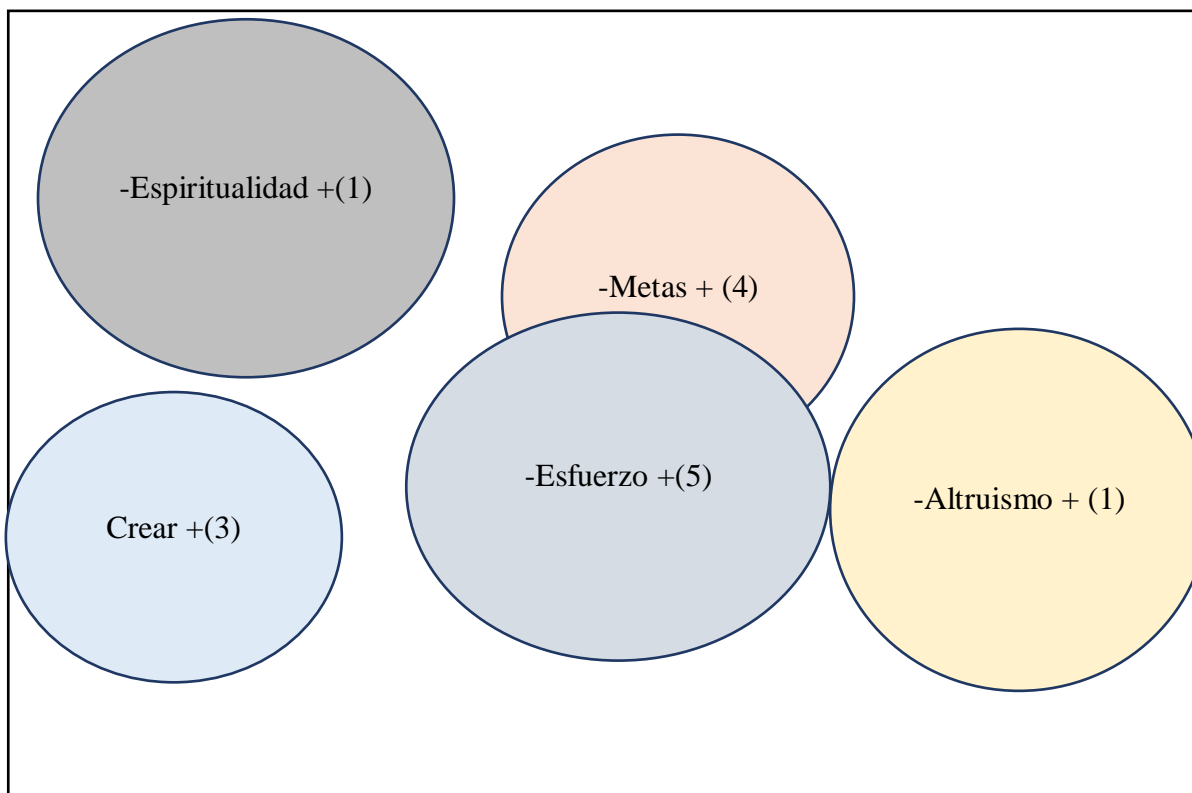 -Espiritualidad +(1)
-Metas + (4)
-Esfuerzo +(5)
-Altruismo + (1)
Crear +(3)